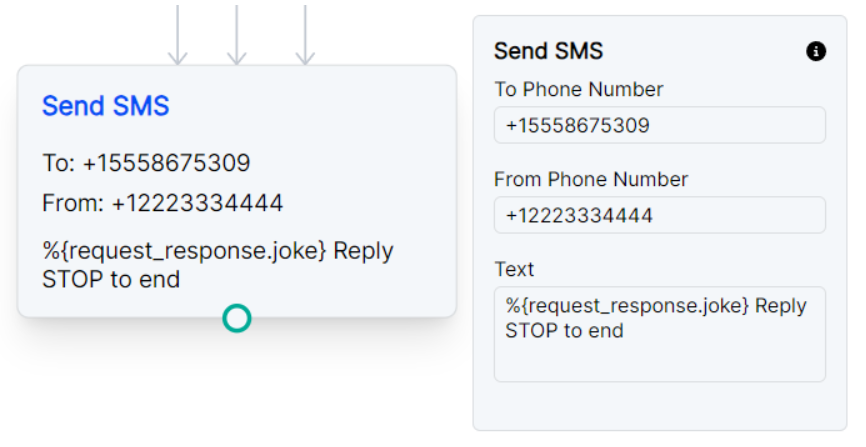 Send SMS
To: +15558675309
From: +12223334444
%{request_response.joke} Reply
STOP to end
Send SMS
To Phone Number
+15558675309
From Phone Number
+12223334444
Text
%{request_response.joke} Reply
STOP to end